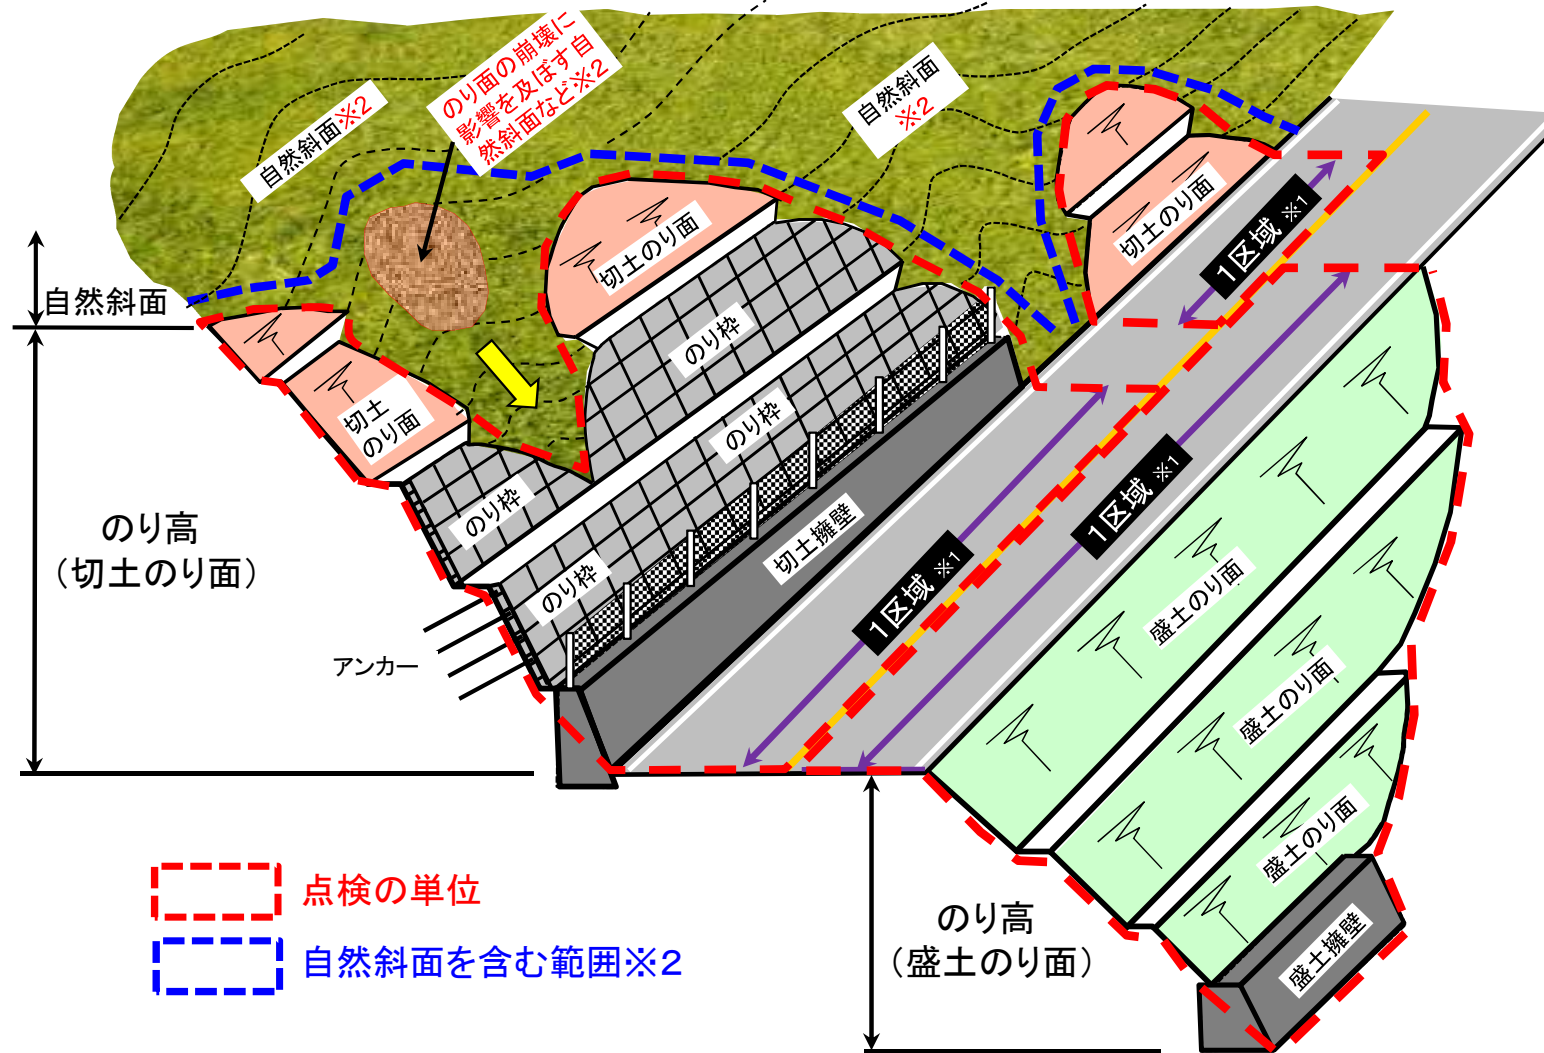 のり面の崩壊に
影響を及ぼす自
然斜面など※2
自然斜面※2
自然斜面
※2
切土のり面
切土のり面
1区域 ※1
自然斜面
のり枠
切土
のり面
のり枠
のり枠
のり枠
切土擁壁
1区域 ※1
1区域 ※1
のり高
（切土のり面）
アンカー
盛土のり面
盛土のり面
盛土のり面
盛土擁壁
のり高
（盛土のり面）
点検の単位
自然斜面を含む範囲※2